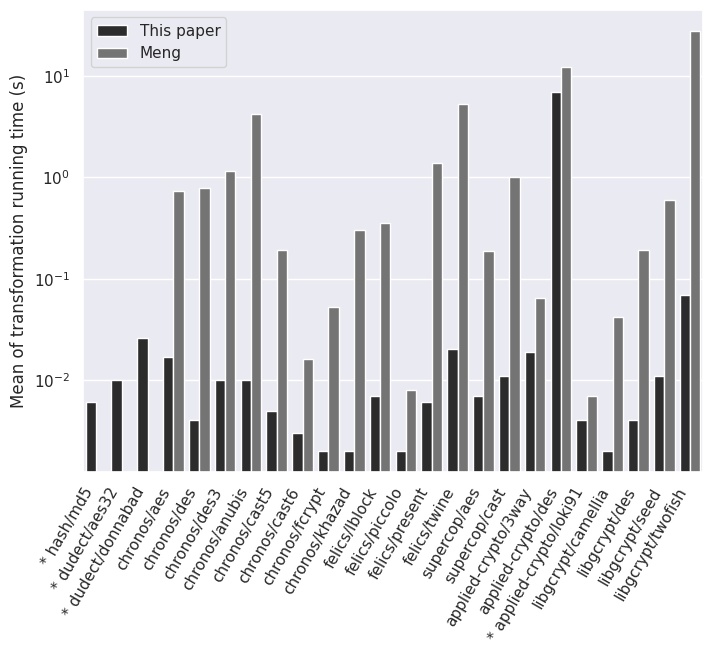 This paper
Meng
Mean of transformation running time (s)
10¹
10⁰
10⁻¹
10⁻²
* hash/md5
* dudect/aes32
* dudect/donnabad
chronos/aes
chronos/des
chronos/des3
chronos/anubis
chronos/cast5
chronos/cast6
chronos/fcrypt
chronos/khazad
felics/lblock
felics/piccolo
felics/present
felics/twine
supercop/aes
supercop/cast
applied-crypto/3way
applied-crypto/des
* applied-crypto/loki91
libgcrypt/camellia
libgcrypt/des
libgcrypt/seed
libgcrypt/twofish